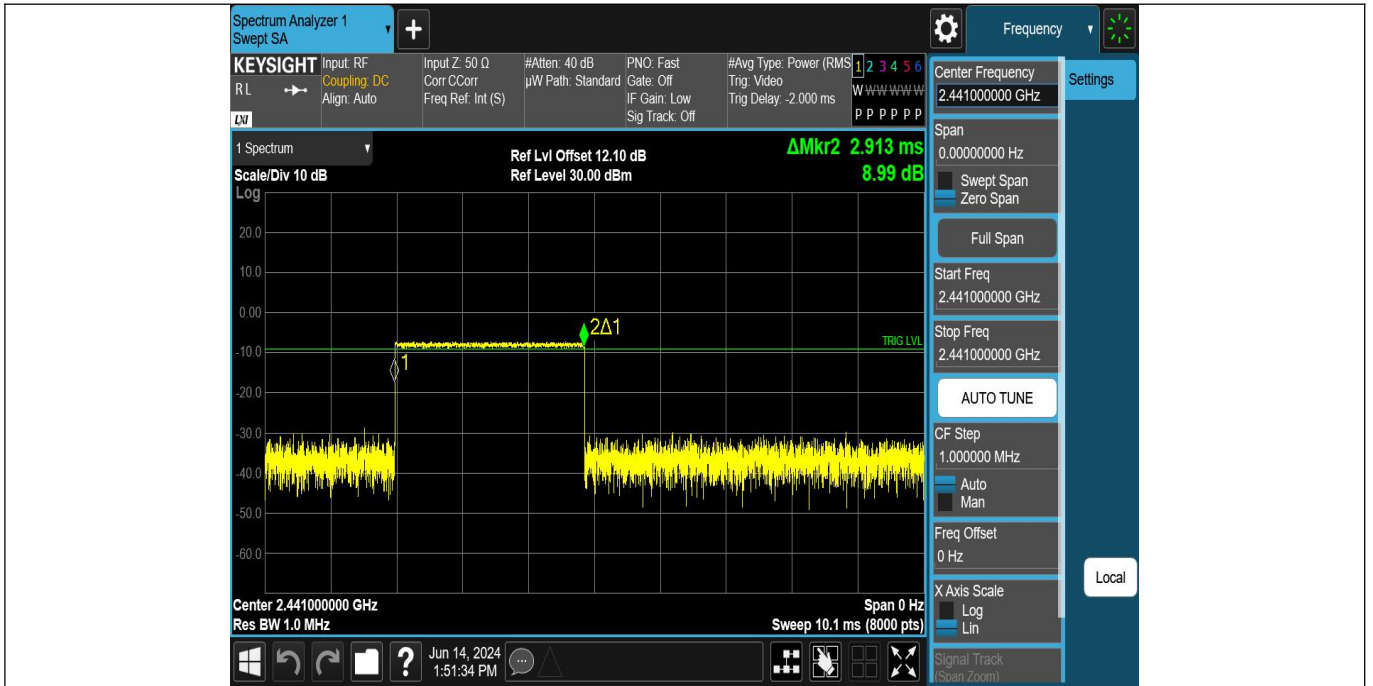 Spectrum Analyzer 1
Swept SA
+
Frequency
KEYSIGHT
R L
LXI
Input: RF
Coupling: DC
Align: Auto
Input Z: 50 Ω
Corr CCorr
Freq Ref: Int (S)
#Atten: 40 dB
µW Path: Standard
PNO: Fast
Gate: Off
IF Gain: Low
Sig Track: Off
#Avg Type: Power (RMS
Trig: Video
Trig Delay: -2.000 ms
1 2 3 4 5 6
W W W W W W
P P P P P P
1 Spectrum
Scale/Div 10 dB
Log
Ref Lvl Offset 12.10 dB
Ref Level 30.00 dBm
ΔMkr2 2.913 ms
8.99 dB
20.0
10.0
0.00
-10.0
-20.0
-30.0
-40.0
-50.0
-60.0
2Δ1
1
TRIG LVL
Center 2.441000000 GHz
Res BW 1.0 MHz
Span 0 Hz
Sweep 10.1 ms (8000 pts)
?
Jun 14, 2024
1:51:34 PM
Center Frequency
2.441000000 GHz
Settings
Span
0.00000000 Hz
Swept Span
Zero Span
Full Span
Start Freq
2.441000000 GHz
Stop Freq
2.441000000 GHz
AUTO TUNE
CF Step
1.000000 MHz
Auto
Man
Freq Offset
0 Hz
Local
X Axis Scale
Log
Lin
Signal Track
(Span Zoom)